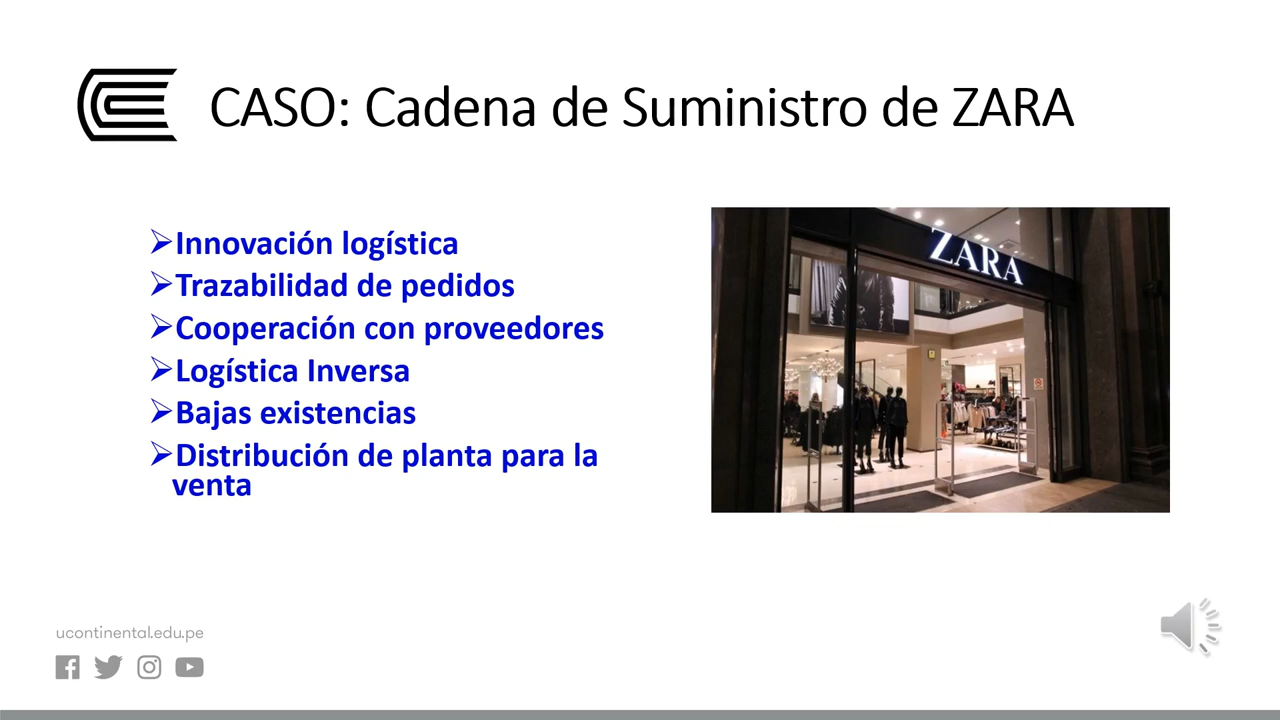 CASO: Cadena de Suministro de ZARA
➢Innovación logística
➢Trazabilidad de pedidos
➢Cooperación con proveedores
➢Logística Inversa
➢Bajas existencias
➢Distribución de planta para la
venta
ZARA
ucontinental.edu.pe